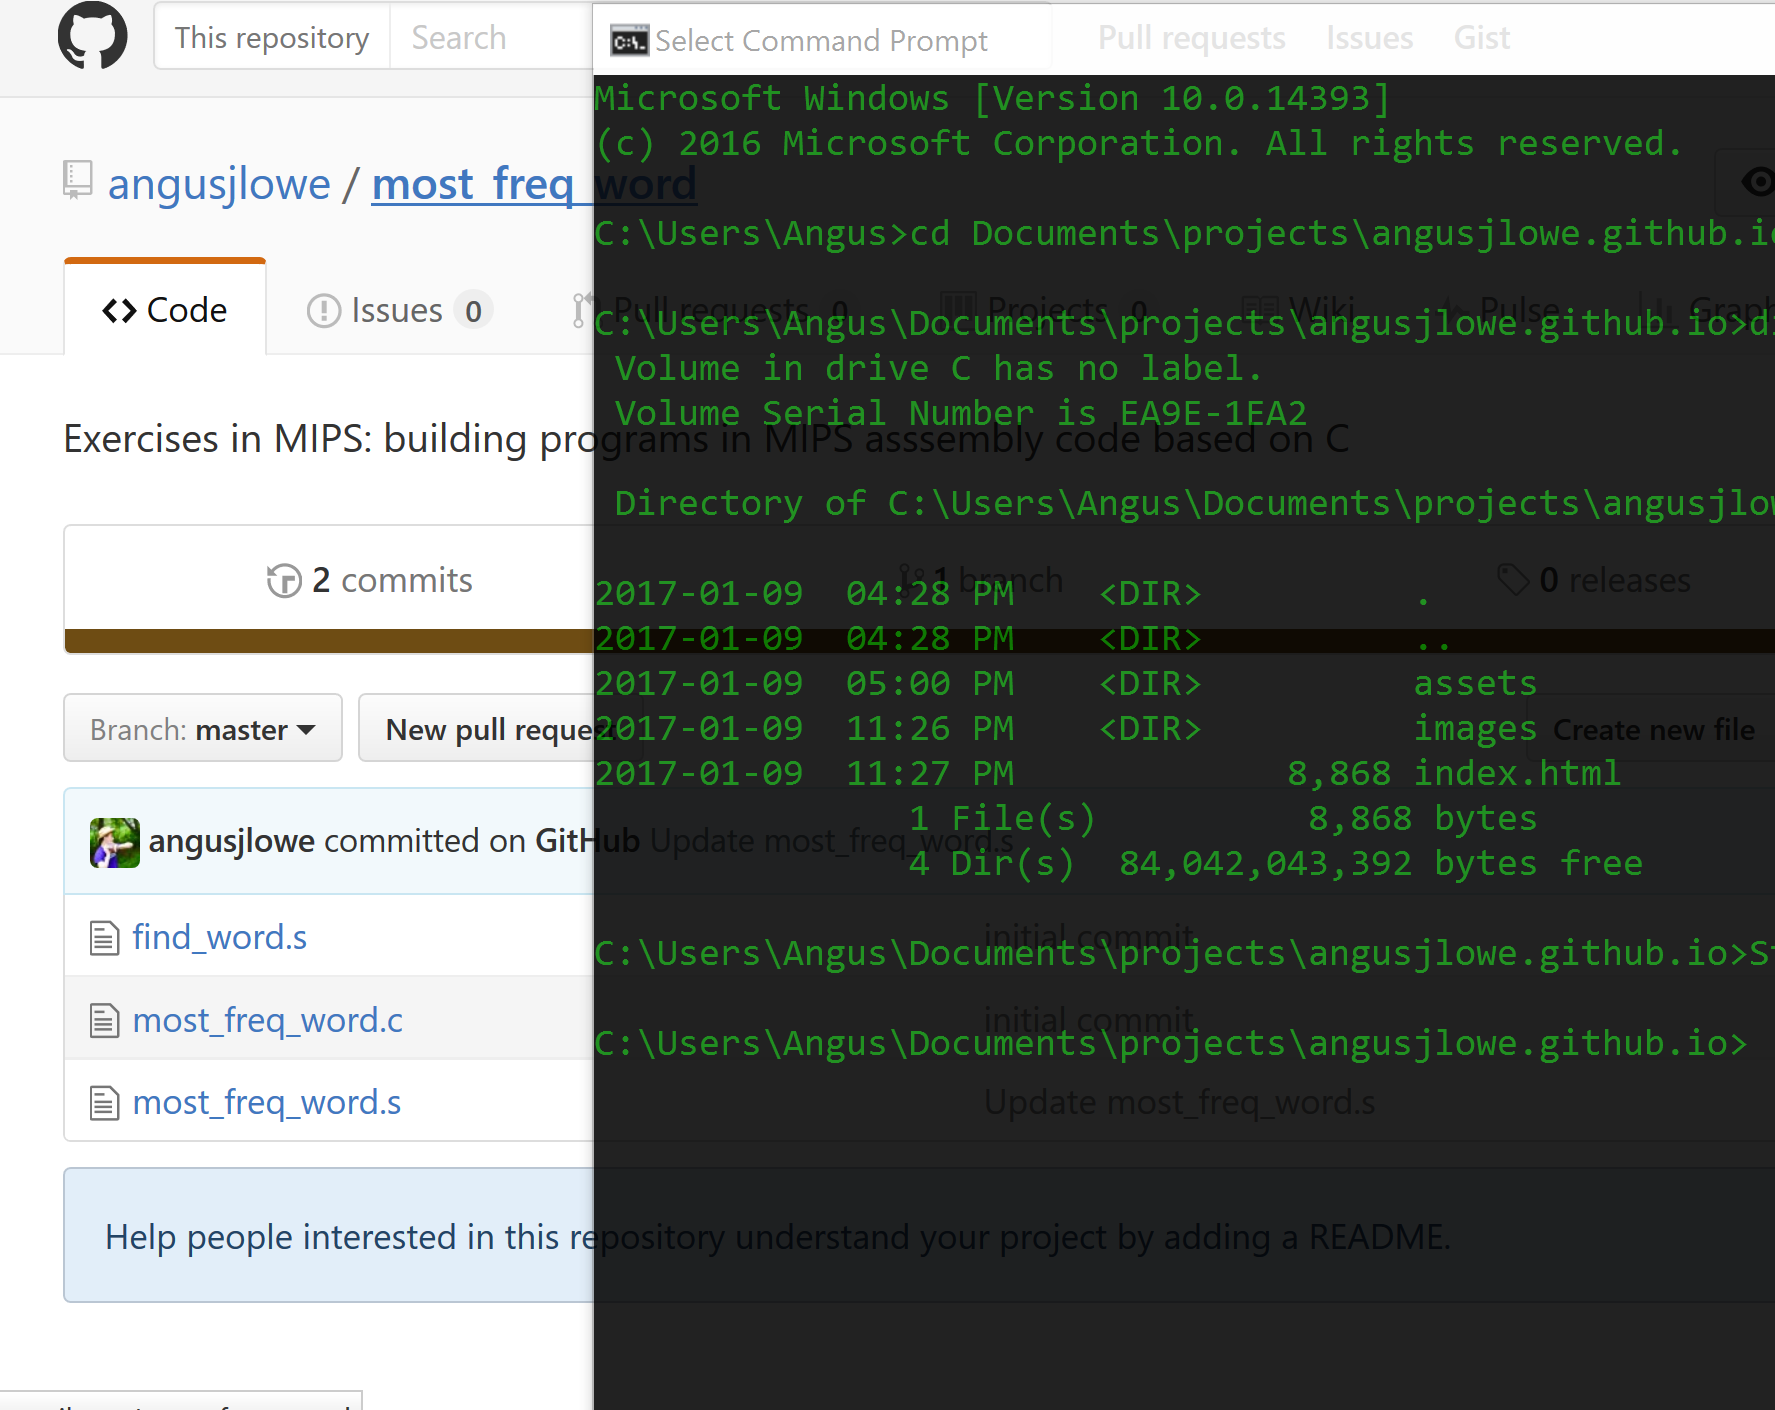 This repository
Search
Pull requests
Issues
Gist
angusjlowe / most_freq_word
Code
Issues 0
Pull requests 0
Projects 0
Wiki
Pulse
Exercises in MIPS: building programs in MIPS asssembly code based on C
2 commits
1 branch
0 releases
Branch: master
New pull request
Create new file
angusjlowe committed on GitHub Update most_freq_word.s
find_word.s
initial commit
most_freq_word.c
initial commit
most_freq_word.s
Update most_freq_word.s
Help people interested in this repository understand your project by adding a README.
Select Command Prompt
Microsoft Windows [Version 10.0.14393]
(c) 2016 Microsoft Corporation. All rights reserved.
C:\Users\Angus>cd Documents\projects\angusjlowe.github.io
C:\Users\Angus\Documents\projects\angusjlowe.github.io>di
Volume in drive C has no label.
Volume Serial Number is EA9E-1EA2
Directory of C:\Users\Angus\Documents\projects\angusjlow
2017-01-09 04:28 PM <DIR> .
2017-01-09 04:28 PM <DIR> ..
2017-01-09 05:00 PM <DIR> assets
2017-01-09 11:26 PM <DIR> images
2017-01-09 11:27 PM 8,868 index.html
1 File(s) 8,868 bytes
4 Dir(s) 84,042,043,392 bytes free
C:\Users\Angus\Documents\projects\angusjlowe.github.io>St
C:\Users\Angus\Documents\projects\angusjlowe.github.io>